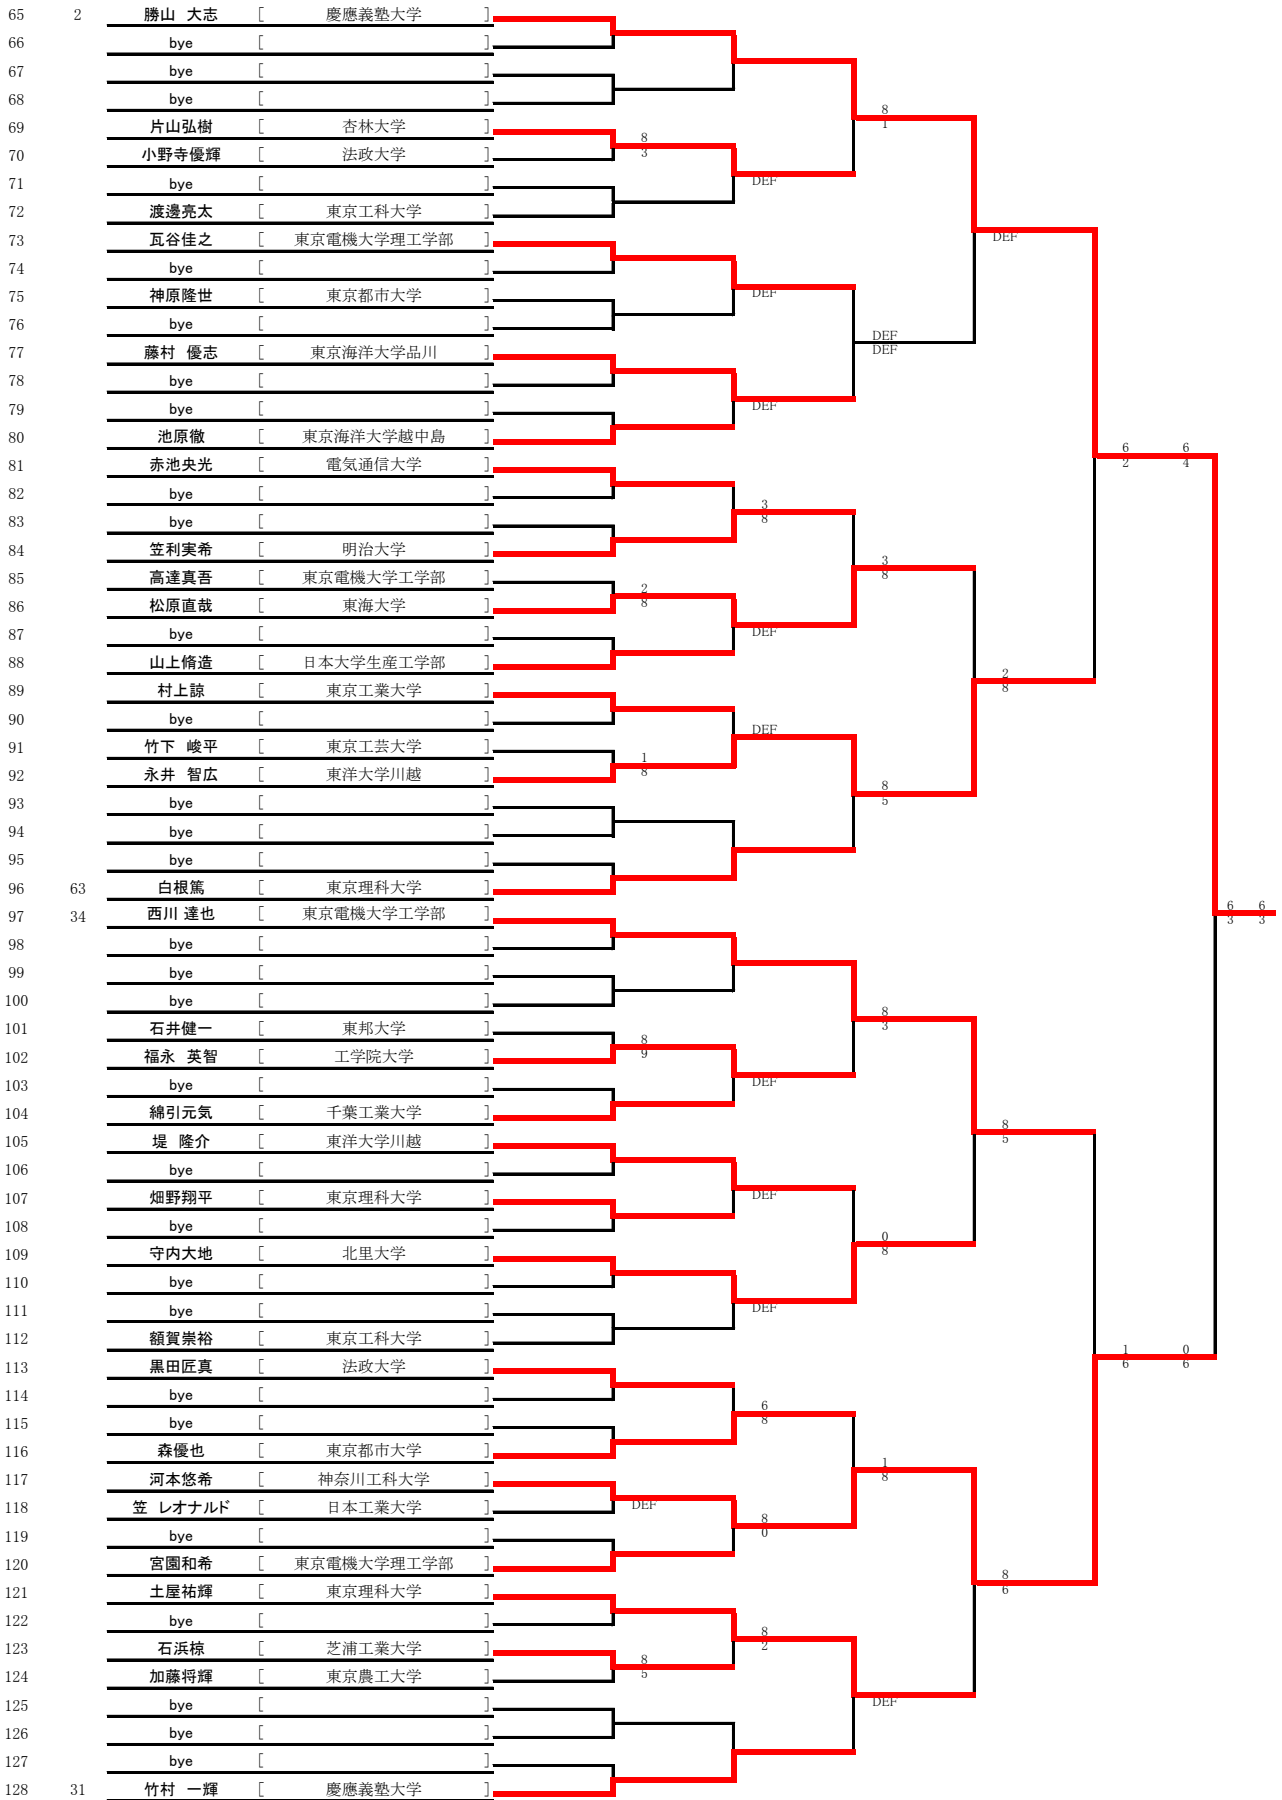 65 2 勝山 大志 [ 慶應義塾大学 ]
66 bye [ ]
67 bye [ ]
68 bye [ ]
8
1
69 片山弘樹 [ 杏林大学 ]
8
3
70 小野寺優輝 [ 法政大学 ]
71 bye [ ]
DEF
72 渡邊亮太 [ 東京工科大学 ]
73 瓦谷佳之 [ 東京電機大学理工学部 ]
DEF
74 bye [ ]
75 神原隆世 [ 東京都市大学 ]
DEF
76 bye [ ]
DEF
DEF
77 藤村 優志 [ 東京海洋大学品川 ]
78 bye [ ]
79 bye [ ]
DEF
80 池原徹 [ 東京海洋大学越中島 ]
6 6
2 4
81 赤池央光 [ 電気通信大学 ]
82 bye [ ]
3
8
83 bye [ ]
84 笠利実希 [ 明治大学 ]
3
8
85 高達真吾 [ 東京電機大学工学部 ]
2
8
86 松原直哉 [ 東海大学 ]
87 bye [ ]
DEF
88 山上脩造 [ 日本大学生産工学部 ]
2
8
89 村上諒 [ 東京工業大学 ]
90 bye [ ]
DEF
91 竹下 峻平 [ 東京工芸大学 ]
1
8
92 永井 智広 [ 東洋大学川越 ]
8
5
93 bye [ ]
94 bye [ ]
95 bye [ ]
96 63 白根篤 [ 東京理科大学 ]
97 34 西川 達也 [ 東京電機大学工学部 ]
6 6
3 3
98 bye [ ]
99 bye [ ]
100 bye [ ]
8
3
101 石井健一 [ 東邦大学 ]
8
9
102 福永 英智 [ 工学院大学 ]
103 bye [ ]
DEF
104 綿引元気 [ 千葉工業大学 ]
8
5
105 堤 隆介 [ 東洋大学川越 ]
106 bye [ ]
107 畑野翔平 [ 東京理科大学 ]
DEF
108 bye [ ]
0
8
109 守内大地 [ 北里大学 ]
110 bye [ ]
111 bye [ ]
DEF
112 額賀崇裕 [ 東京工科大学 ]
1 0
6 6
113 黒田匠真 [ 法政大学 ]
114 bye [ ]
6
8
115 bye [ ]
116 森優也 [ 東京都市大学 ]
1
8
117 河本悠希 [ 神奈川工科大学 ]
DEF
118 笠 レオナルド [ 日本工業大学 ]
8
0
119 bye [ ]
120 宮園和希 [ 東京電機大学理工学部 ]
8
6
121 土屋祐輝 [ 東京理科大学 ]
122 bye [ ]
8
2
123 石浜椋 [ 芝浦工業大学 ]
8
5
124 加藤将輝 [ 東京農工大学 ]
DEF
125 bye [ ]
126 bye [ ]
127 bye [ ]
128 31 竹村 一輝 [ 慶應義塾大学 ]